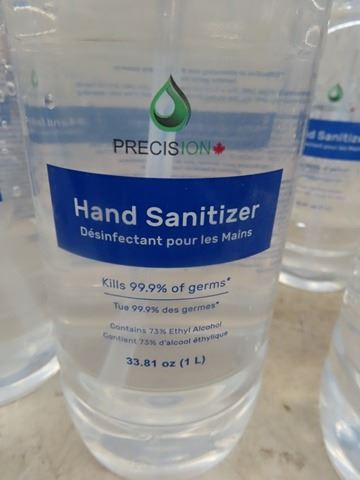 PRECISION
Hand Sanitizer
Désinfectant pour les Mains
Kills 99.9% of germs*
Tue 99.9% des germes*
Contains 73% Ethyl Alcohol
Contient 73% d'alcool éthylique
33.81 oz (1 L)
d Sanitize